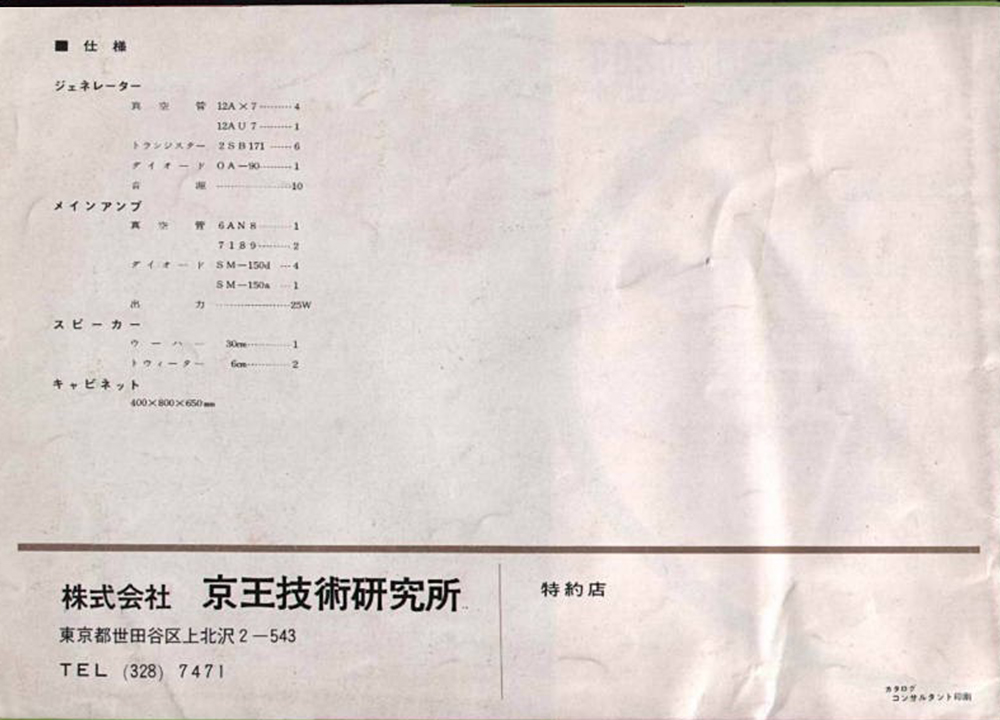 ■ 仕 様
ジェネレーター
真 空 管 12A×7………4
12AU7………1
トランジスター 2SB171……6
ダイオード OA—90………1
音 源 …………………10
メインアンプ
真 空 管 6AN8………1
7189………2
ダイオード SM—150d …4
SM—150a …1
出 力 …………………25W
スピーカー
ウーハー 30cm…………1
トウィーター 6cm…………2
キャビネット
400×800×650mm
株式会社 京王技術研究所
東京都世田谷区上北沢2—543
TEL (328) 7471
特約店
カタログ
コンサルタント印刷